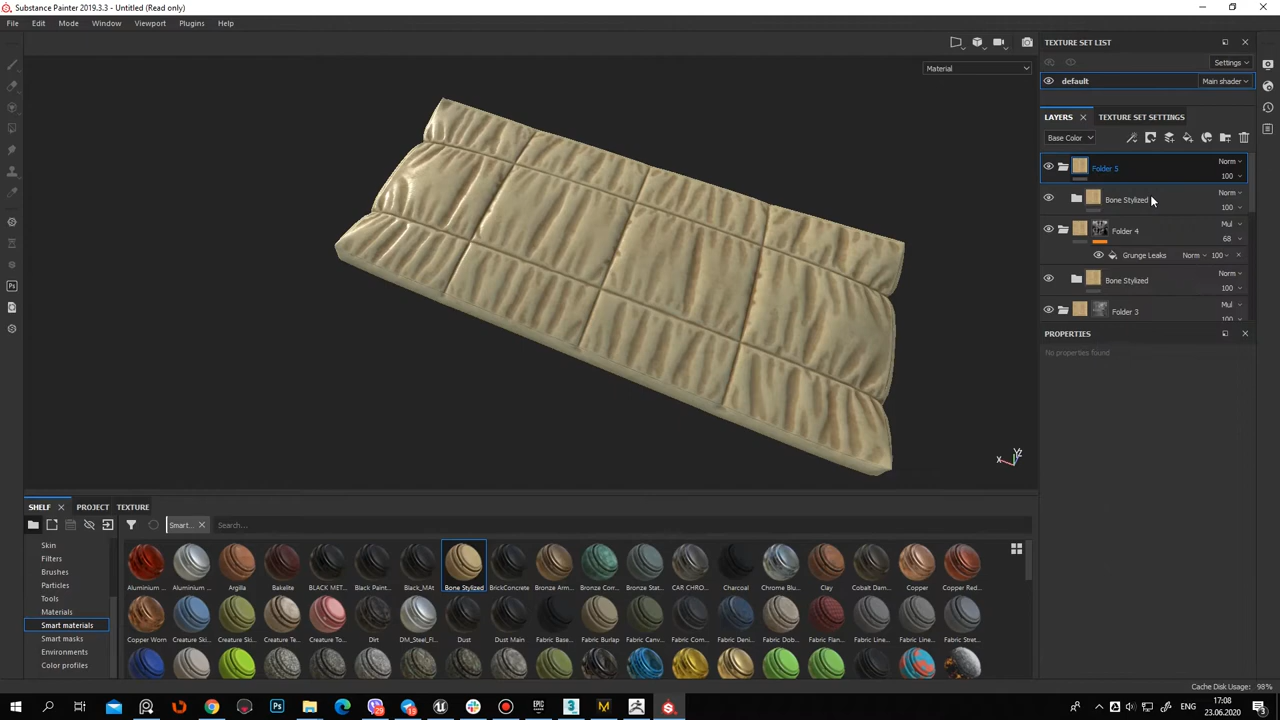 Substance Painter 2019.3.3 - Untitled (Read only)
File Edit Mode Window Viewport Plugins Help
Material
TEXTURE SET LIST
Settings
default Main shader
LAYERS TEXTURE SET SETTINGS
Base Color
Folder 5 Norm 100
Bone Stylized Norm 100
Folder 4 Mul 68
Grunge Leaks Norm 100
Bone Stylized Norm 100
Folder 3 Mul 100
PROPERTIES
No properties found
X Y Z
SHELF PROJECT TEXTURE
Smart... Search...
Skin
Filters
Brushes
Particles
Tools
Materials
Smart materials
Smart masks
Environments
Color profiles
Aluminium ... Aluminium ... Argilla Bakelite BLACK MET... Black Paint... Black_MAt Bone Stylized BrickConcrete Bronze Arm... Bronze Cor... Bronze Stat... CAR CHRO... Charcoal Chrome Blu... Clay Cobalt Dam... Copper Copper Red...
Copper Worn Creature Ski... Creature Ski... Creature Te... Creature To... Dirt DM_Steel_Fl... Dust Dust Main Fabric Base... Fabric Burlap Fabric Canv... Fabric Com... Fabric Deni... Fabric Dob... Fabric Flan... Fabric Line... Fabric Line... Fabric Stret...
Cache Disk Usage: 98%
ENG 17:08
23.06.2020